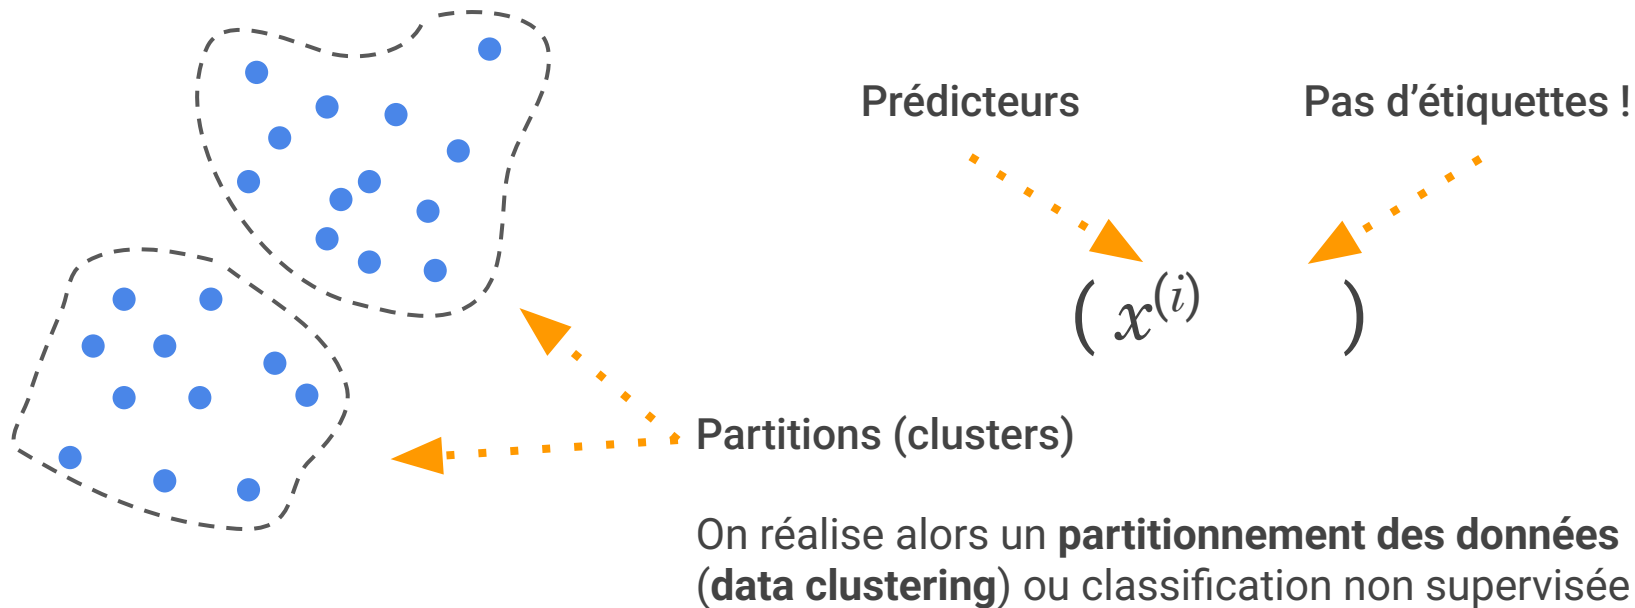 Prédicteurs
Pas d’étiquettes !
( x⁽ⁱ⁾ )
Partitions (clusters)
On réalise alors un partitionnement des données
(data clustering) ou classification non supervisée